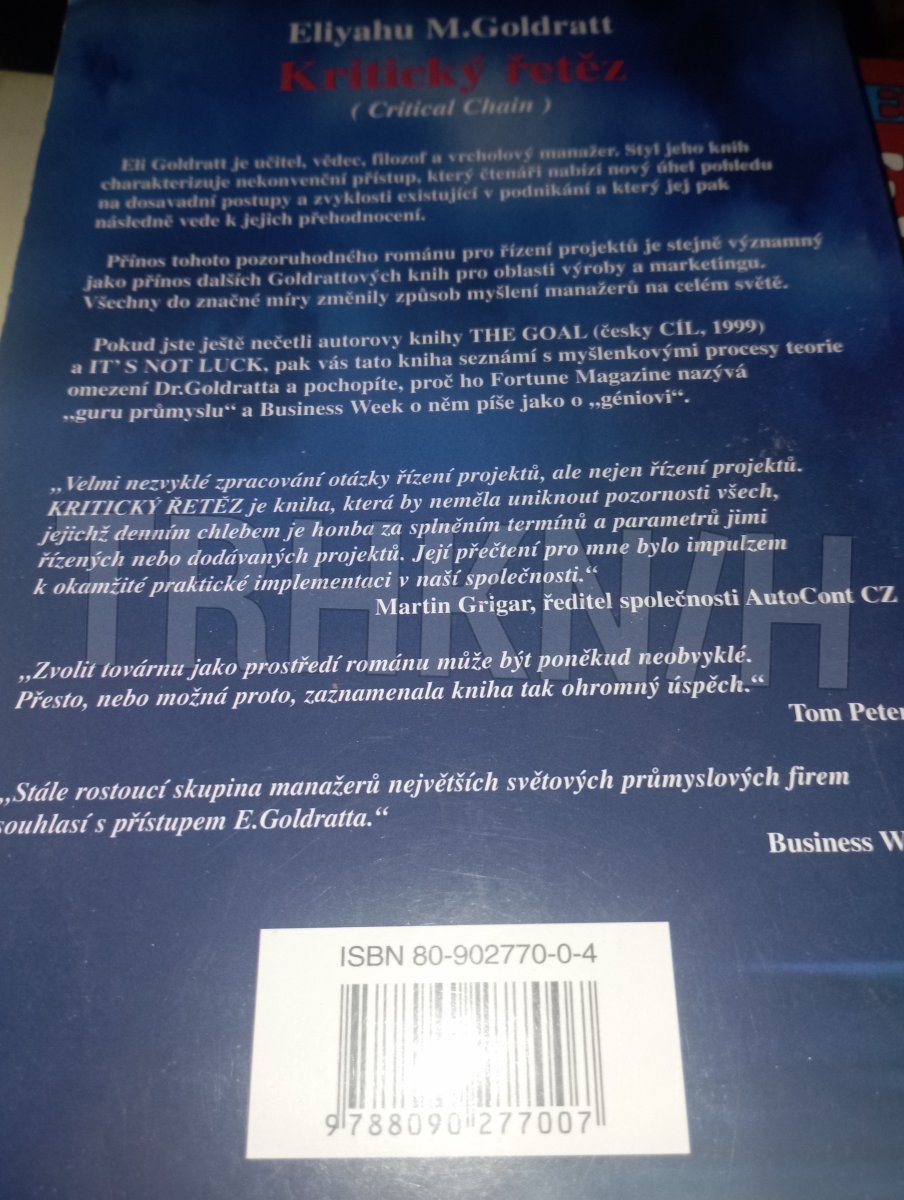 Eliyahu M.Goldratt
Kritický řetěz
( Critical Chain )
Eli Goldratt je učitel, vědec, filozof a vrcholový manažer. Styl jeho knih
charakterizuje nekonvenční přístup, který čtenáři nabízí nový úhel pohledu
na dosavadní postupy a zvyklosti existující v podnikání a který jej pak
následně vede k jejich přehodnocení.
Přínos tohoto pozoruhodného románu pro řízení projektů je stejně významný
jako přínos dalších Goldrattových knih pro oblasti výroby a marketingu.
Všechny do značné míry změnily způsob myšlení manažerů na celém světě.
Pokud jste ještě nečetli autorovy knihy THE GOAL (česky CÍL, 1999)
a IT'S NOT LUCK, pak vás tato kniha seznámí s myšlenkovými procesy teorie
omezení Dr.Goldratta a pochopíte, proč ho Fortune Magazine nazývá
„guru průmyslu“ a Business Week o něm píše jako o „géniovi“.
„Velmi nezvyklé zpracování otázky řízení projektů, ale nejen řízení projektů.
KRITICKÝ ŘETĚZ je kniha, která by neměla uniknout pozornosti všech,
jejichž denním chlebem je honba za splněním termínů a parametrů jimi
řízených nebo dodávaných projektů. Její přečtení pro mne bylo impulzem
k okamžité praktické implementaci v naší společnosti.“
Martin Grigar, ředitel společnosti AutoCont CZ
TRHKNIH
„Zvolit továrnu jako prostředí románu může být poněkud neobvyklé.
Přesto, nebo možná proto, zaznamenala kniha tak ohromný úspěch.“
Tom Peter
„Stále rostoucí skupina manažerů největších světových průmyslových firem
souhlasí s přístupem E.Goldratta.“
Business W
ISBN 80-902770-0-4
9788090277007